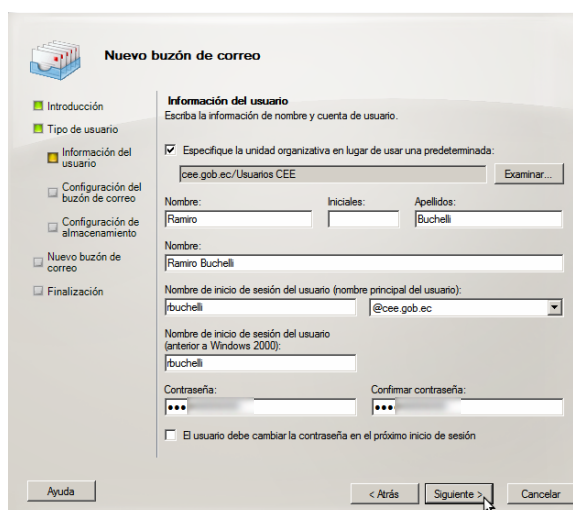 Nuevo buzón de correo
Introducción
Tipo de usuario
Información del
usuario
Configuración del
buzón de correo
Configuración de
almacenamiento
Nuevo buzón de
correo
Finalización
Información del usuario
Escriba la información de nombre y cuenta de usuario.
Especifique la unidad organizativa en lugar de usar una predeterminada:
cee.gob.ec/Usuarios CEE
Examinar...
Nombre: Iniciales: Apellidos:
Ramiro Buchelli
Nombre:
Ramiro Buchelli
Nombre de inicio de sesión del usuario (nombre principal del usuario):
rbuchelli @cee.gob.ec
Nombre de inicio de sesión del usuario
(anterior a Windows 2000):
rbuchelli
Contraseña: Confirmar contraseña:
El usuario debe cambiar la contraseña en el próximo inicio de sesión
Ayuda < Atrás Siguiente > Cancelar